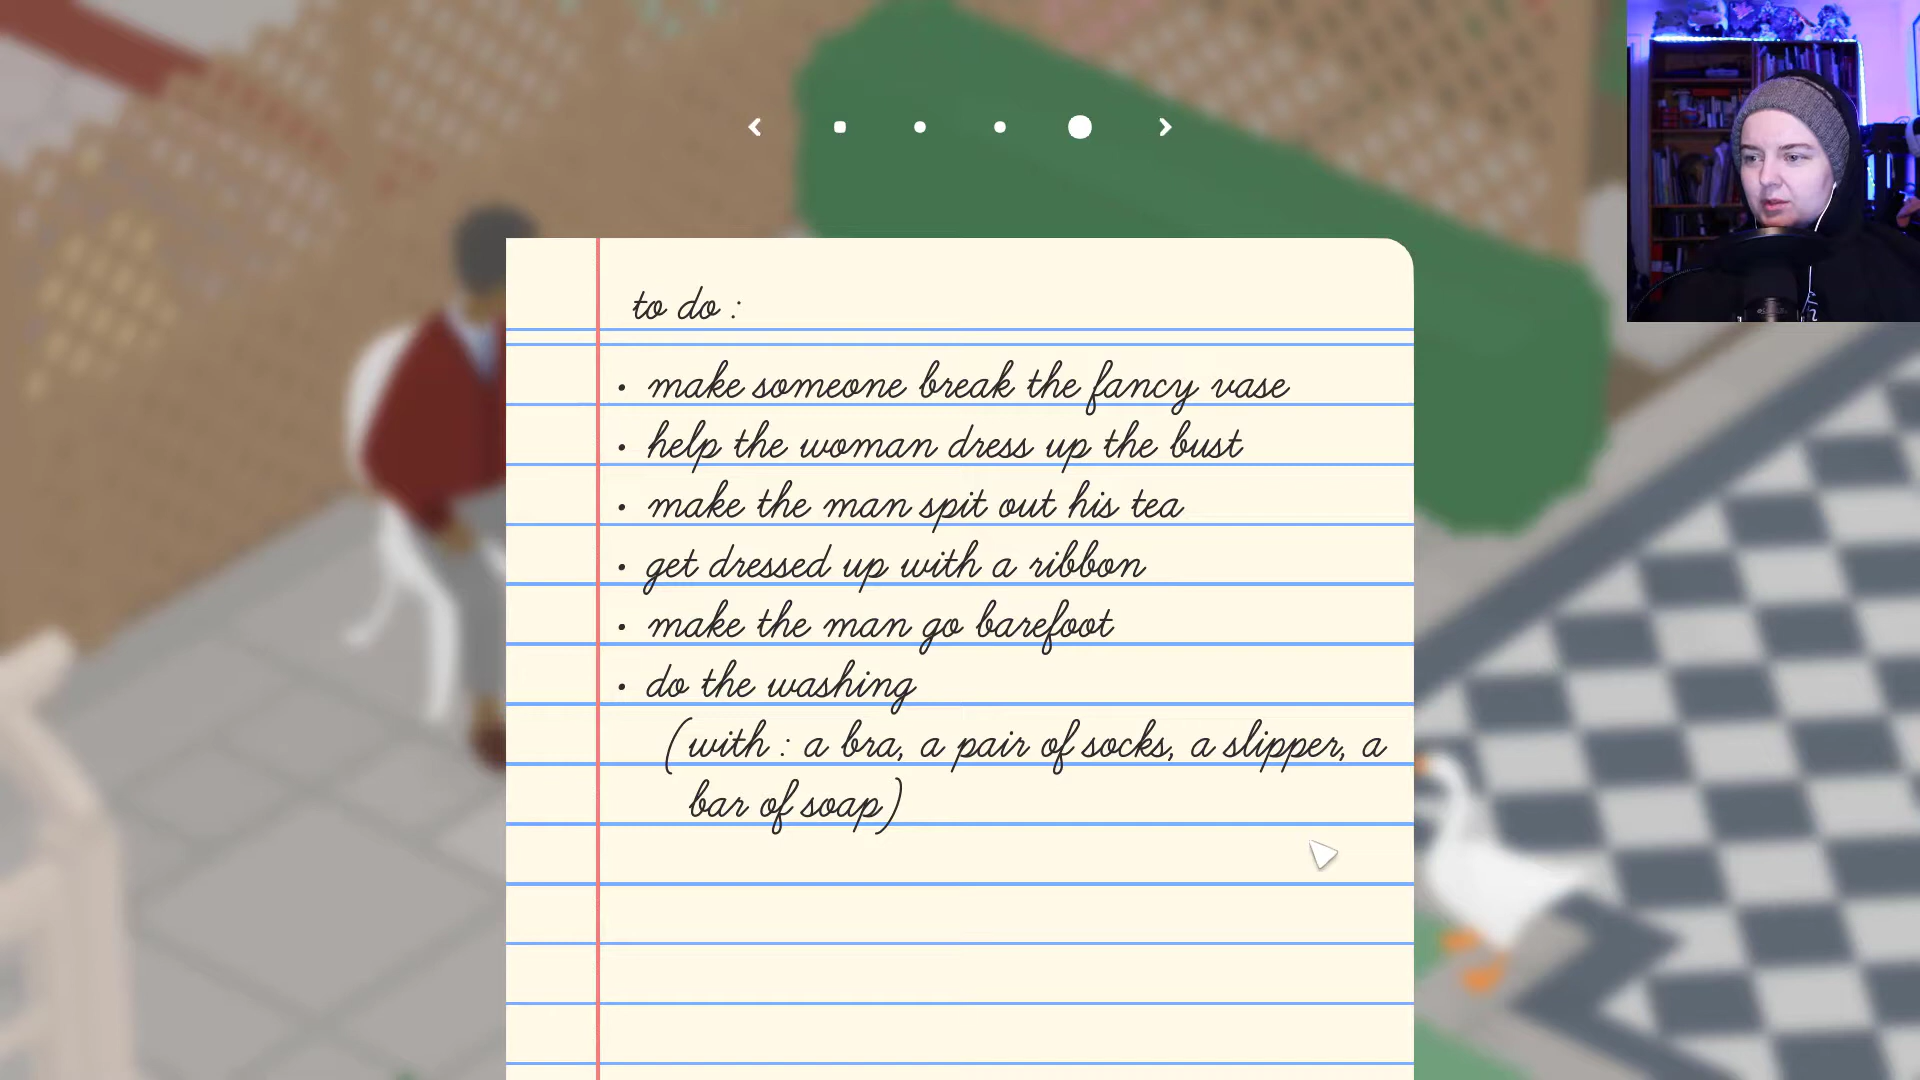 to do :
• make someone break the fancy vase
• help the woman dress up the bust
• make the man spit out his tea
• get dressed up with a ribbon
• make the man go barefoot
• do the washing
(with : a bra, a pair of socks, a slipper, a
bar of soap)